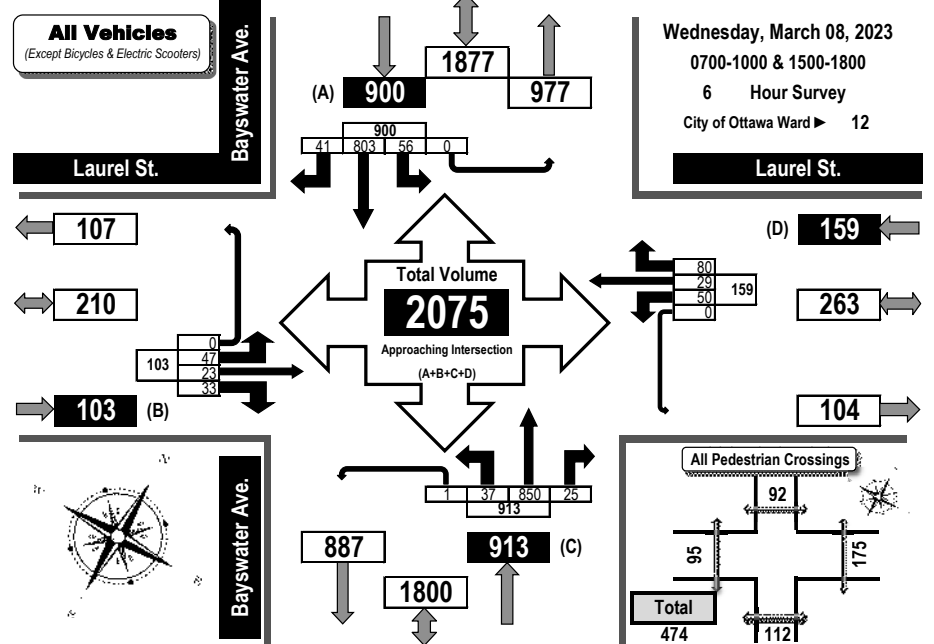 All Vehicles
(Except Bicycles & Electric Scooters)
Bayswater Ave.
Laurel St.
1877
(A) 900
977
900
41 803 56 0
Wednesday, March 08, 2023
0700-1000 & 1500-1800
6 Hour Survey
City of Ottawa Ward ► 12
Laurel St.
107
210
0
47
103
23
33
103 (B)
Total Volume
2075
Approaching Intersection
(A+B+C+D)
(D) 159
80
29
159
50
0
263
104
1 37 850 25
913
887
913 (C)
1800
Bayswater Ave.
All Pedestrian Crossings
92
95
175
Total
474
112